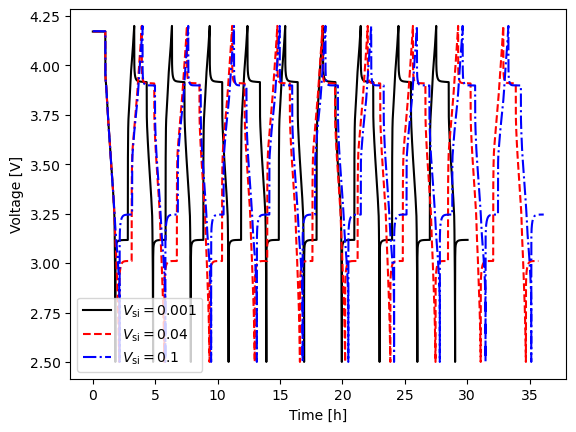 4.25
4.00
3.75
3.50
3.25
3.00
2.75
2.50
Voltage [V]
V_si = 0.001
V_si = 0.04
V_si = 0.1
0 5 10 15 20 25 30 35
Time [h]